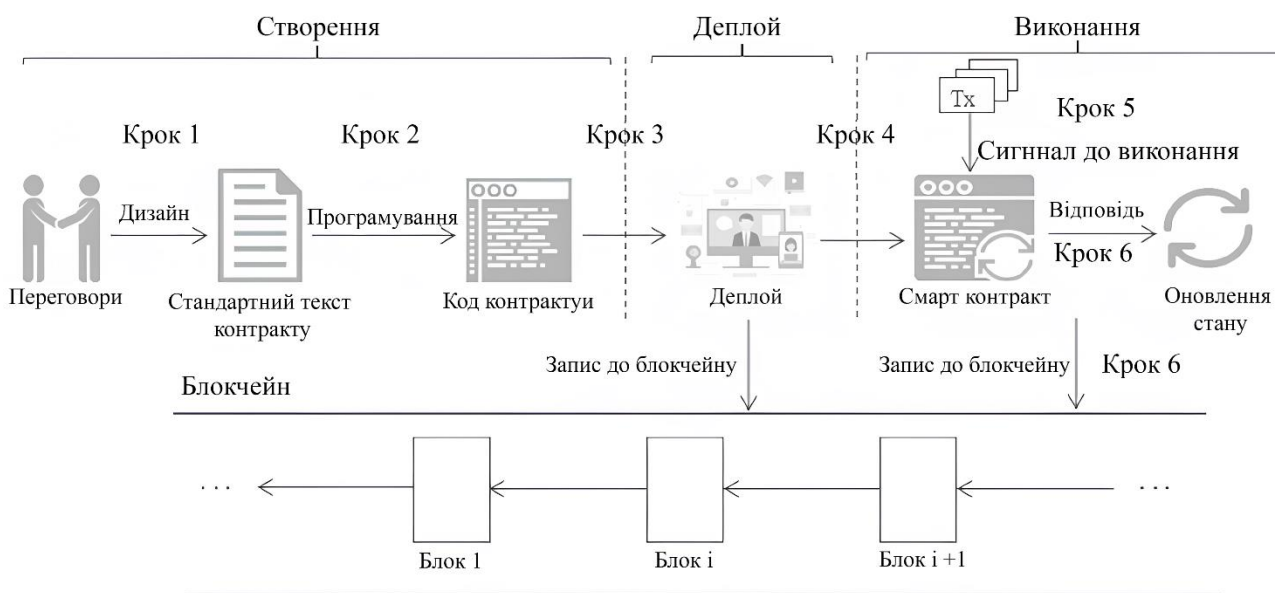 Створення
Деплой
Виконання
Tx
Крок 1
Крок 2
Крок 3
Крок 4
Крок 5
Сигннал до виконання
Дизайн
Програмування
Відповідь
Крок 6
Переговори
Стандартний текст
контракту
Код контрактуи
Деплой
Смарт контракт
Оновлення
стану
Запис до блокчейну
Запис до блокчейну
Крок 6
Блокчейн
...
...
Блок 1
Блок i
Блок i +1